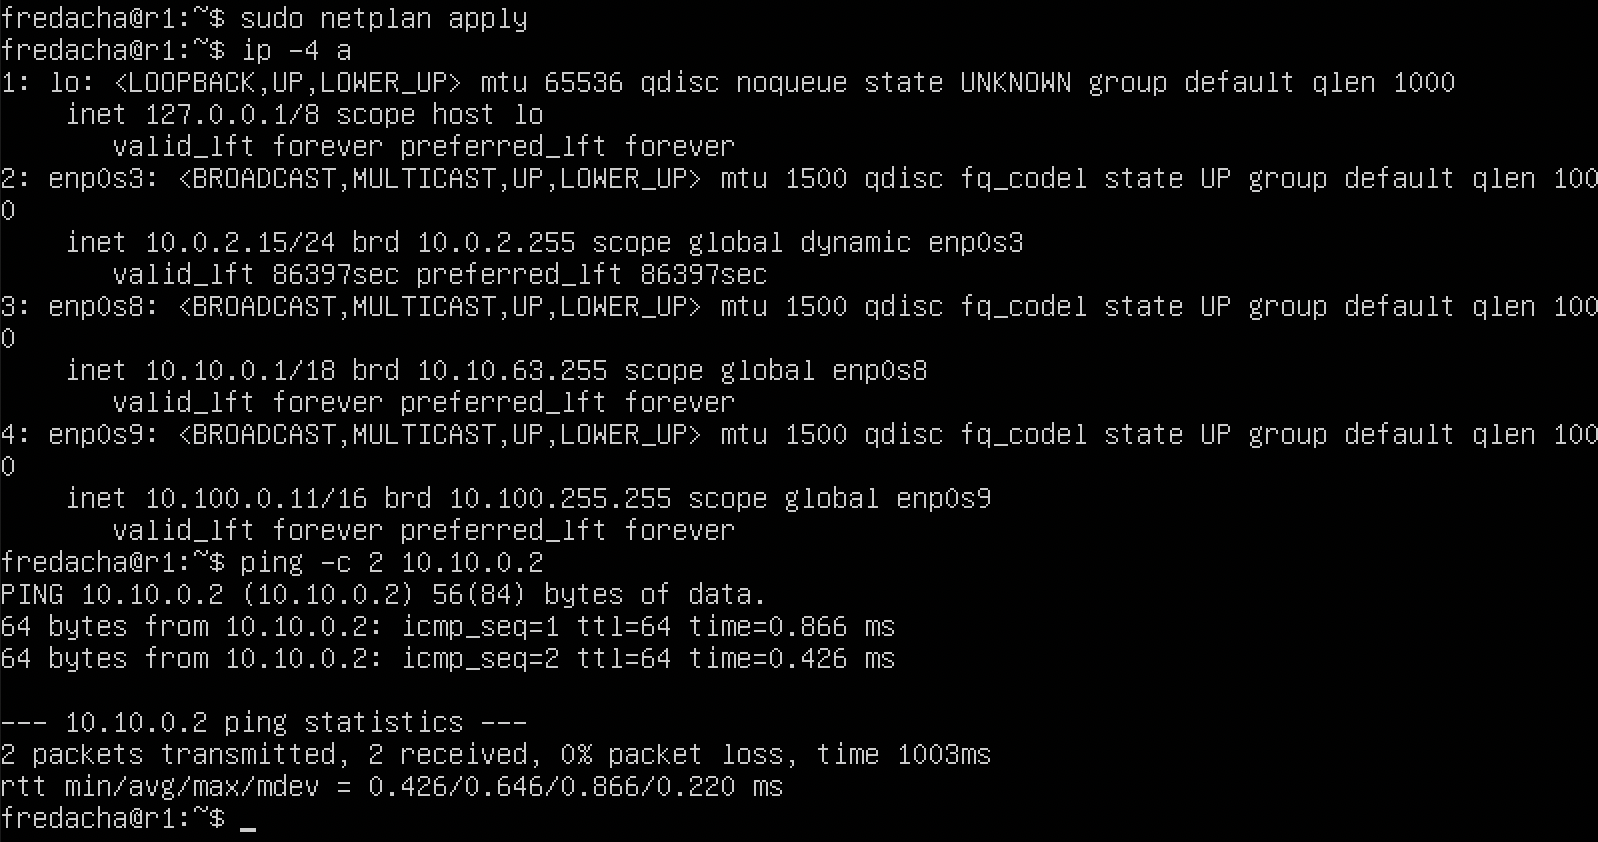 fredacha@r1:~$ sudo netplan apply
fredacha@r1:~$ ip -4 a
1: lo: <LOOPBACK,UP,LOWER_UP> mtu 65536 qdisc noqueue state UNKNOWN group default qlen 1000
    inet 127.0.0.1/8 scope host lo
       valid_lft forever preferred_lft forever
2: enp0s3: <BROADCAST,MULTICAST,UP,LOWER_UP> mtu 1500 qdisc fq_codel state UP group default qlen 100
0
    inet 10.0.2.15/24 brd 10.0.2.255 scope global dynamic enp0s3
       valid_lft 86397sec preferred_lft 86397sec
3: enp0s8: <BROADCAST,MULTICAST,UP,LOWER_UP> mtu 1500 qdisc fq_codel state UP group default qlen 100
0
    inet 10.10.0.1/18 brd 10.10.63.255 scope global enp0s8
       valid_lft forever preferred_lft forever
4: enp0s9: <BROADCAST,MULTICAST,UP,LOWER_UP> mtu 1500 qdisc fq_codel state UP group default qlen 100
0
    inet 10.100.0.11/16 brd 10.100.255.255 scope global enp0s9
       valid_lft forever preferred_lft forever
fredacha@r1:~$ ping -c 2 10.10.0.2
PING 10.10.0.2 (10.10.0.2) 56(84) bytes of data.
64 bytes from 10.10.0.2: icmp_seq=1 ttl=64 time=0.866 ms
64 bytes from 10.10.0.2: icmp_seq=2 ttl=64 time=0.426 ms

--- 10.10.0.2 ping statistics ---
2 packets transmitted, 2 received, 0% packet loss, time 1003ms
rtt min/avg/max/mdev = 0.426/0.646/0.866/0.220 ms
fredacha@r1:~$ _